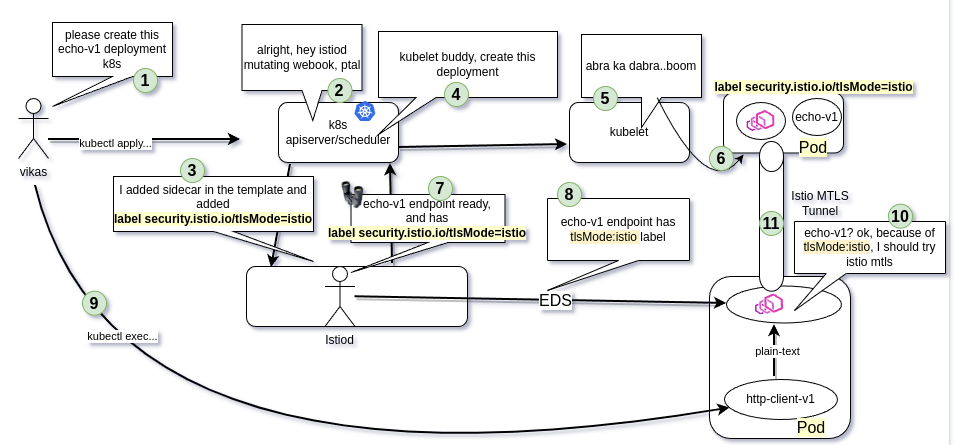 please create this
echo-v1 deployment
k8s
1
vikas
kubectl apply...
alright, hey istiod
mutating webook, ptal
2
k8s
apiserver/scheduler
3
I added sidecar in the template and
added
label security.istio.io/tlsMode=istio
kubelet buddy, create this
deployment
4
abra ka dabra..boom
5
kubelet
6
label security.istio.io/tlsMode=istio
echo-v1
Pod
7
echo-v1 endpoint ready,
and has
label security.istio.io/tlsMode=istio
Istiod
8
echo-v1 endpoint has
tlsMode:istio label
EDS
9
kubectl exec...
Istio MTLS
Tunnel
10
echo-v1? ok, because of
tlsMode:istio, I should try
istio mtls
11
plain-text
http-client-v1
Pod